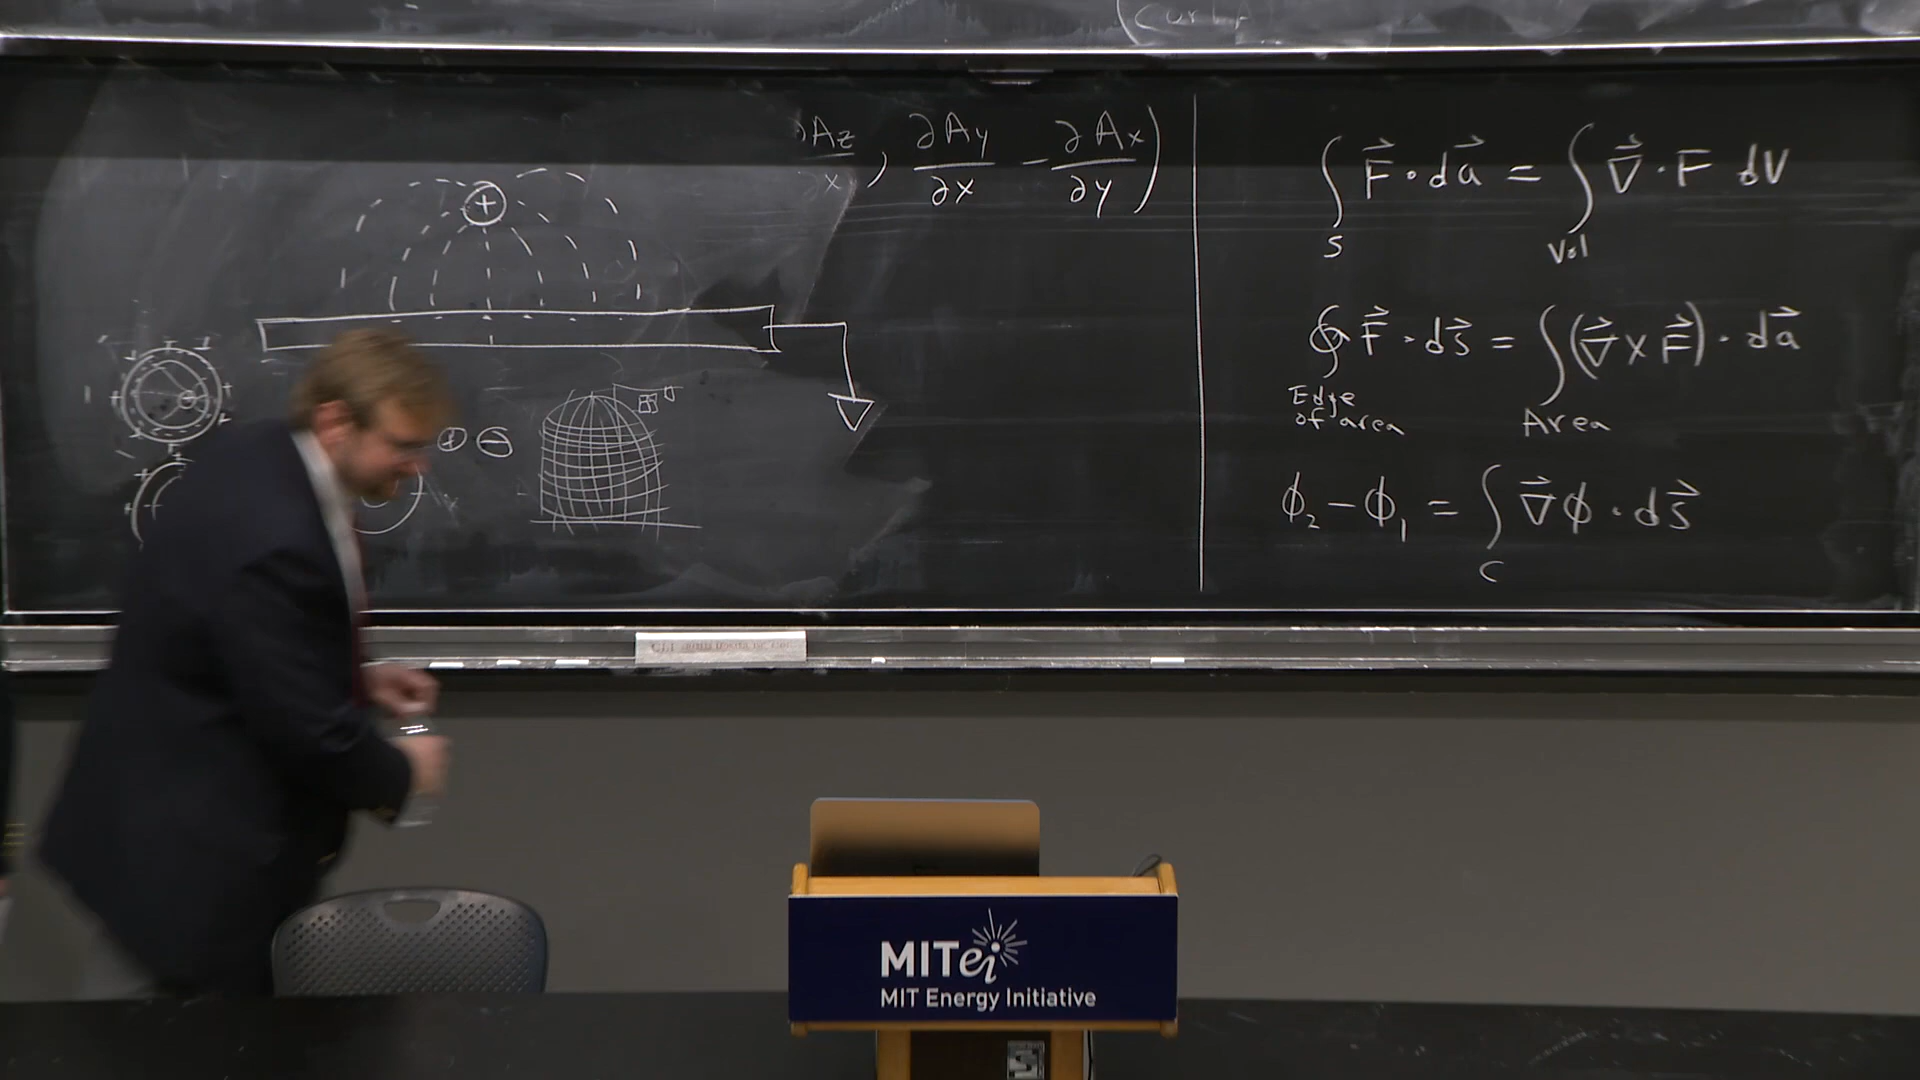 Curl A
∂Az/∂x , ∂Ay/∂x - ∂Ax/∂y )
∫ F⃗ · da⃗ = ∫ ∇⃗ · F dV
S Vol
∮ F⃗ · ds⃗ = ∫ (∇⃗ x F⃗) · da⃗
Edge of area Area
ϕ₂ - ϕ₁ = ∫ ∇⃗ϕ · ds⃗
C
+
+ −
MITei
MIT Energy Initiative